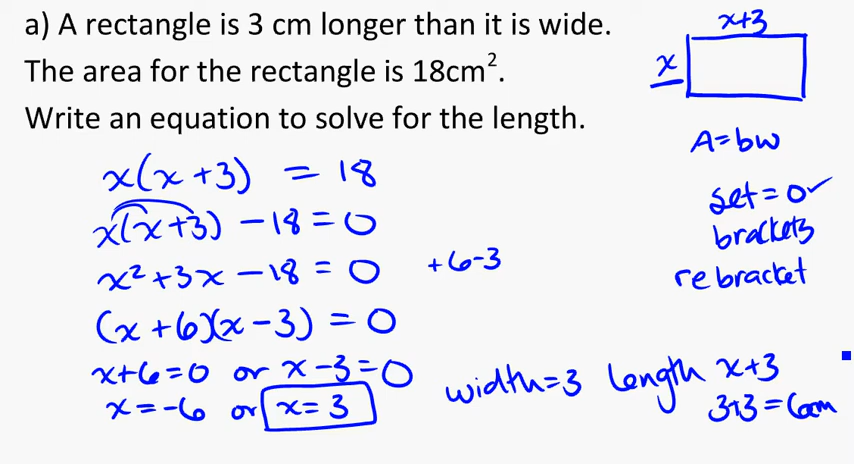 a) A rectangle is 3 cm longer than it is wide.
The area for the rectangle is 18cm².
Write an equation to solve for the length.
x+3
x
A=bw
set=0✓
brackets
rebracket
x(x+3) = 18
x(x+3) -18=0
x²+3x-18=0
+6-3
(x+6)(x-3)=0
x+6=0 or x-3=0
x=-6 or x=3
width=3 length x+3
3+3=6cm